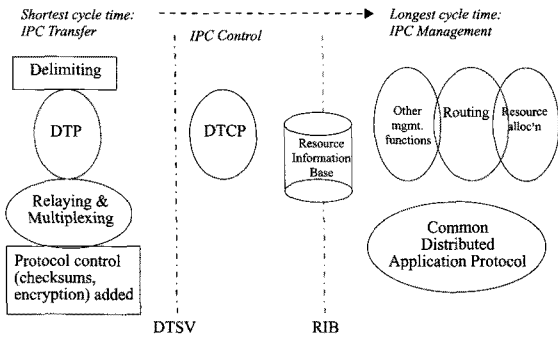 Shortest cycle time:
IPC Transfer
IPC Control
Longest cycle time:
IPC Management
Delimiting
DTP
Relaying &
Multiplexing
Protocol control
(checksums,
encryption) added
DTCP
Resource
Information
Base
Other
mgmt.
functions
Routing
Resource
alloc'n
Common
Distributed
Application Protocol
DTSV
RIB